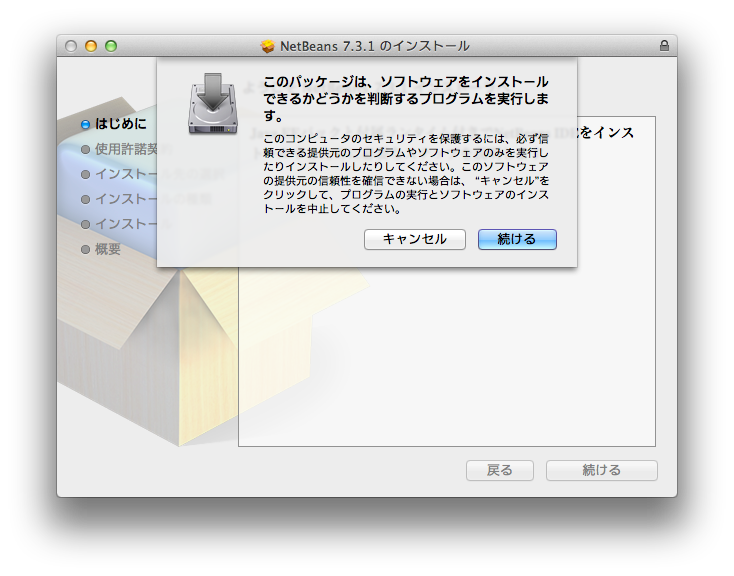 NetBeans 7.3.1 のインストール
このパッケージは、ソフトウェアをインストール
できるかどうかを判断するプログラムを実行しま
す。
このコンピュータのセキュリティを保護するには、必ず信
頼できる提供元のプログラムやソフトウェアのみを実行し
たりインストールしたりしてください。このソフトウェア
の提供元の信頼性を確信できない場合は、“キャンセル”を
クリックして、プログラムの実行とソフトウェアのインス
トールを中止してください。
キャンセル
続ける
はじめに
使用許諾契約
インストール
インストール
インストール
概要
をインス
戻る
続ける